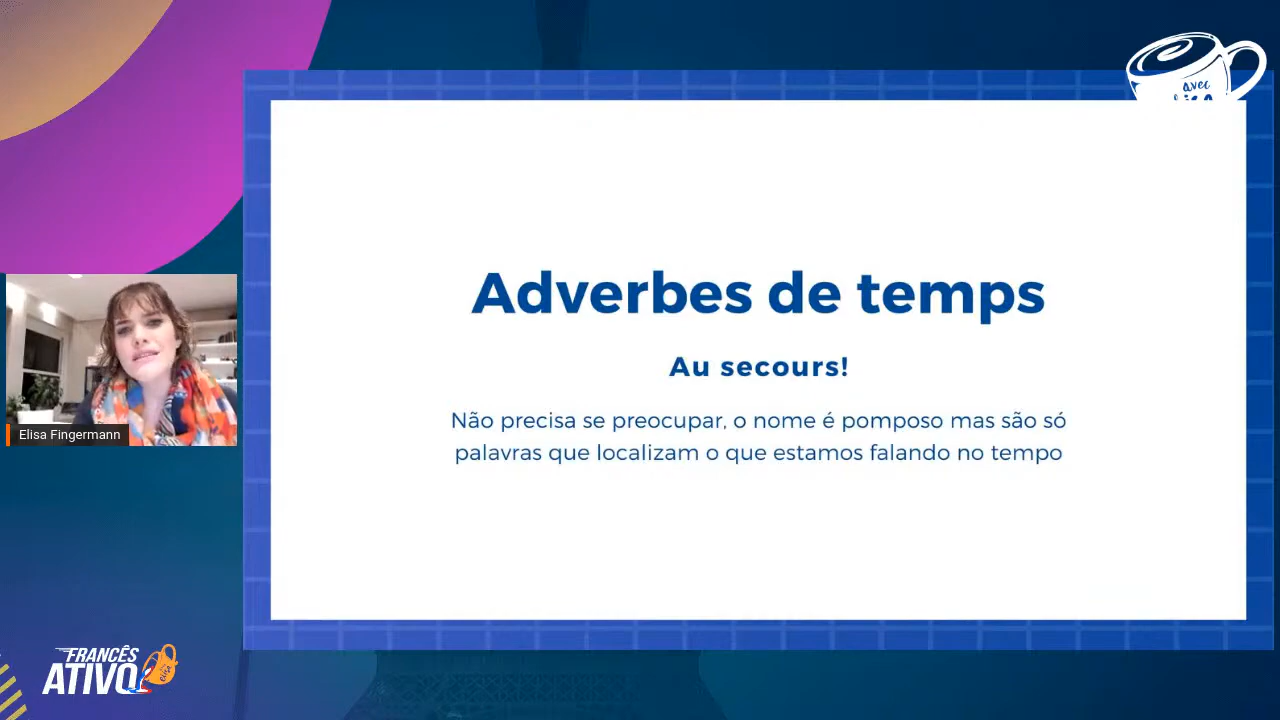 avec
Adverbes de temps
Au secours!
Não precisa se preocupar, o nome é pomposo mas são só
palavras que localizam o que estamos falando no tempo
Elisa Fingermann
FRANCÊS
ATIVO
elisa